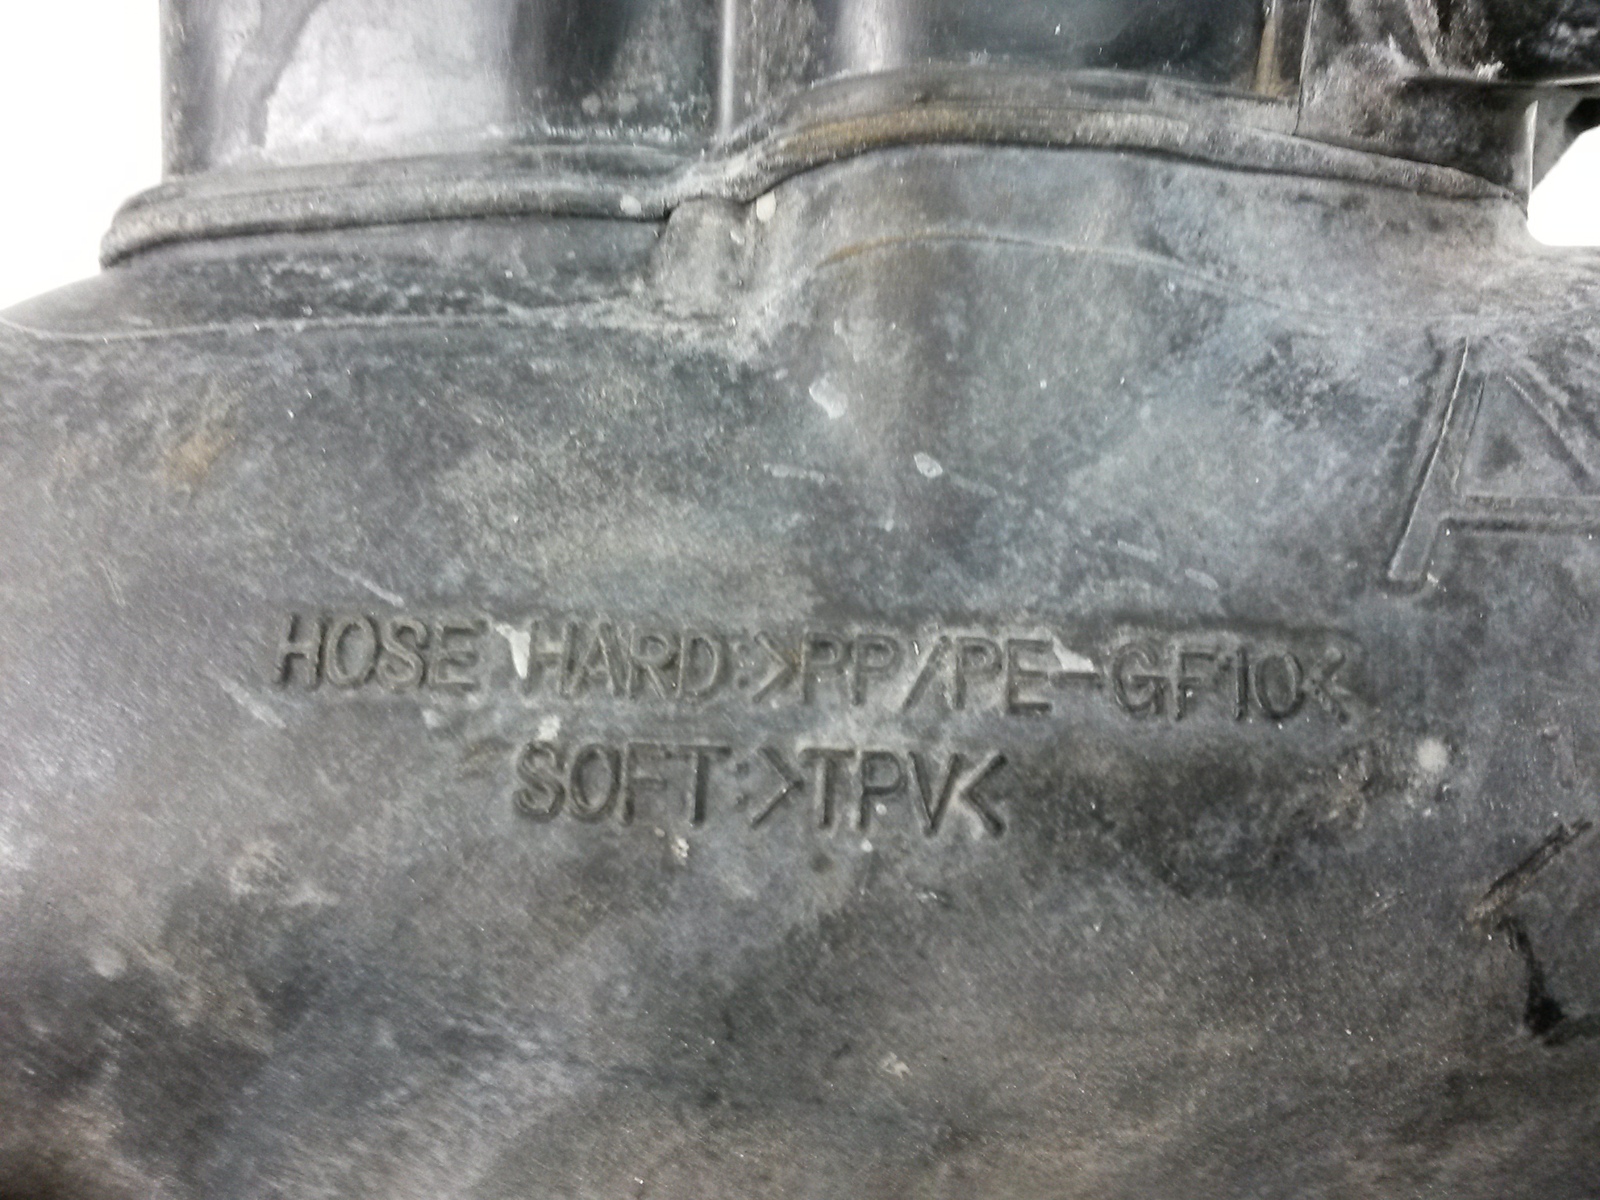 A
HOSE HARD:>PP/PE-GF10<
SOFT:>TPV<